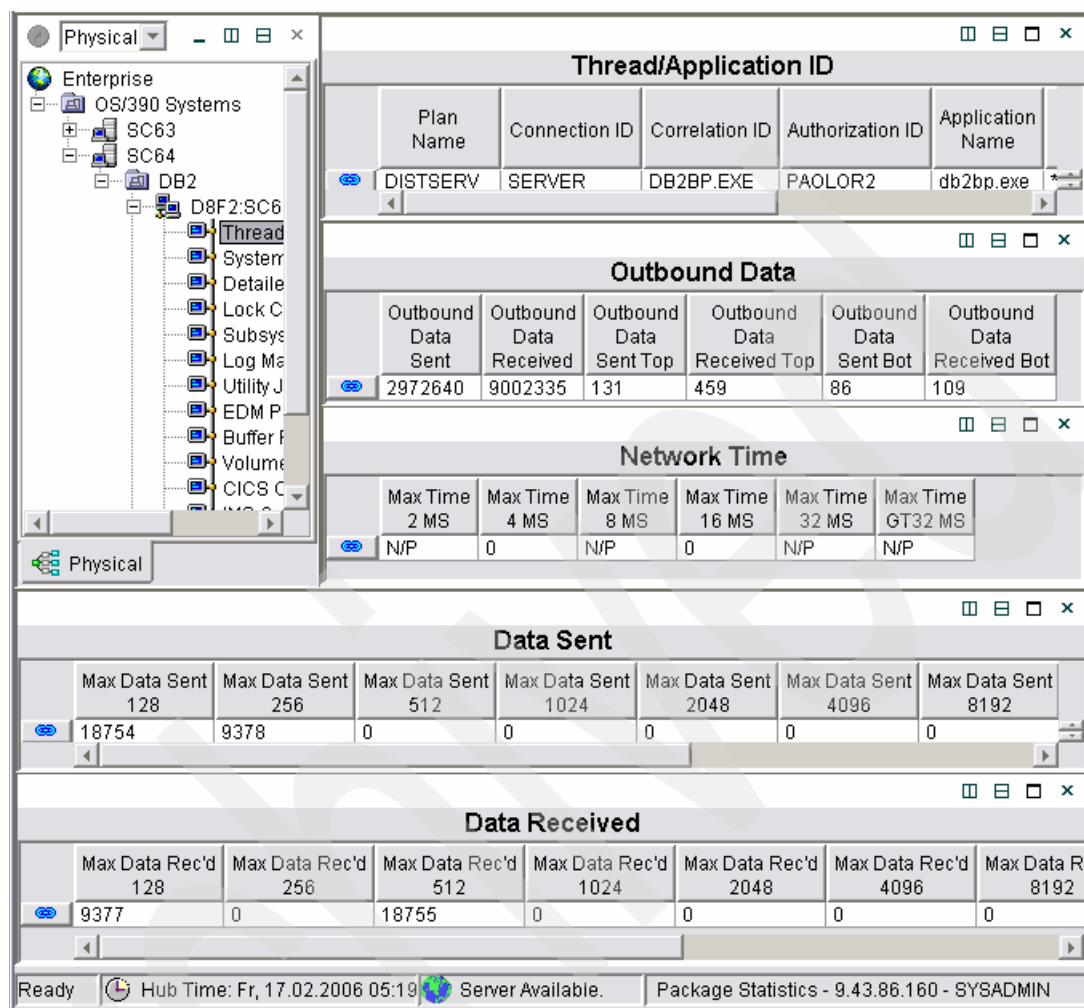 Physical
Enterprise
OS/390 Systems
SC63
SC64
DB2
D8F2:SC6
Thread
System
Detaile
Lock C
Subsys
Log Ma
Utility J
EDM P
Buffer
Volume
CICS
Physical
Thread/Application ID
Plan Name Connection ID Correlation ID Authorization ID Application Name
DISTSERV SERVER DB2BP.EXE PAOLOR2 db2bp.exe *
Outbound Data
Outbound Data Sent Outbound Data Received Outbound Data Sent Top Outbound Data Received Top Outbound Data Sent Bot Outbound Data Received Bot
2972640 9002335 131 459 86 109
Network Time
Max Time 2 MS Max Time 4 MS Max Time 8 MS Max Time 16 MS Max Time 32 MS Max Time GT32 MS
N/P 0 N/P 0 N/P N/P
Data Sent
Max Data Sent 128 Max Data Sent 256 Max Data Sent 512 Max Data Sent 1024 Max Data Sent 2048 Max Data Sent 4096 Max Data Sent 8192
18754 9378 0 0 0 0 0
Data Received
Max Data Rec'd 128 Max Data Rec'd 256 Max Data Rec'd 512 Max Data Rec'd 1024 Max Data Rec'd 2048 Max Data Rec'd 4096 Max Data R 8192
9377 0 18755 0 0 0 0
Ready Hub Time: Fr, 17.02.2006 05:19 Server Available. Package Statistics - 9.43.86.160 - SYSADMIN